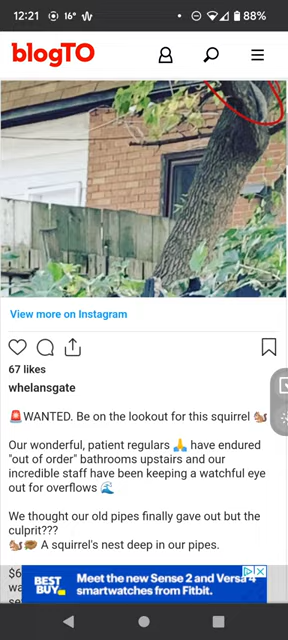 12:21 16° 88%
blogTO
View more on Instagram
67 likes
whelansgate
🚨WANTED. Be on the lookout for this squirrel 🐿️
Our wonderful, patient regulars 🙏 have endured
"out of order" bathrooms upstairs and our
incredible staff have been keeping a watchful eye
out for overflows 🌊
We thought our old pipes finally gave out but the
culprit???
🐿️🪹 A squirrel's nest deep in our pipes.
$6
BEST BUY Meet the new Sense 2 and Versa 4
smartwatches from Fitbit.